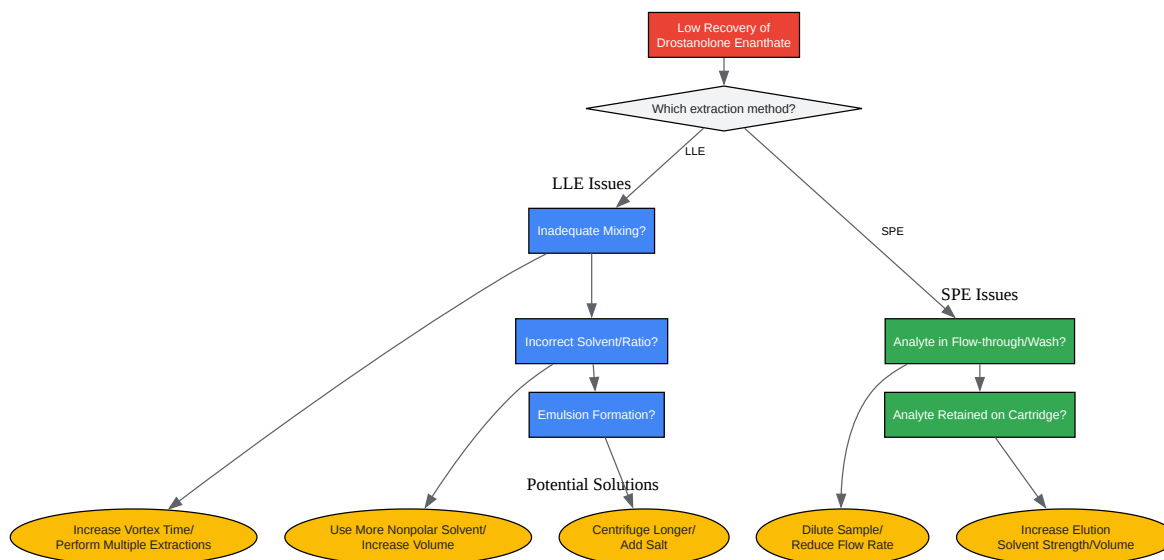 Low Recovery of
Drostanolone Enanthate
Which extraction method?
LLE
LLE Issues
Inadequate Mixing?
SPE
SPE Issues
Incorrect Solvent/Ratio?
Analyte in Flow-through/Wash?
Emulsion Formation?
Analyte Retained on Cartridge?
Potential Solutions
Increase Vortex Time/
Perform Multiple Extractions
Use More Nonpolar Solvent/
Increase Volume
Centrifuge Longer/
Add Salt
Dilute Sample/
Reduce Flow Rate
Increase Elution
Solvent Strength/Volume